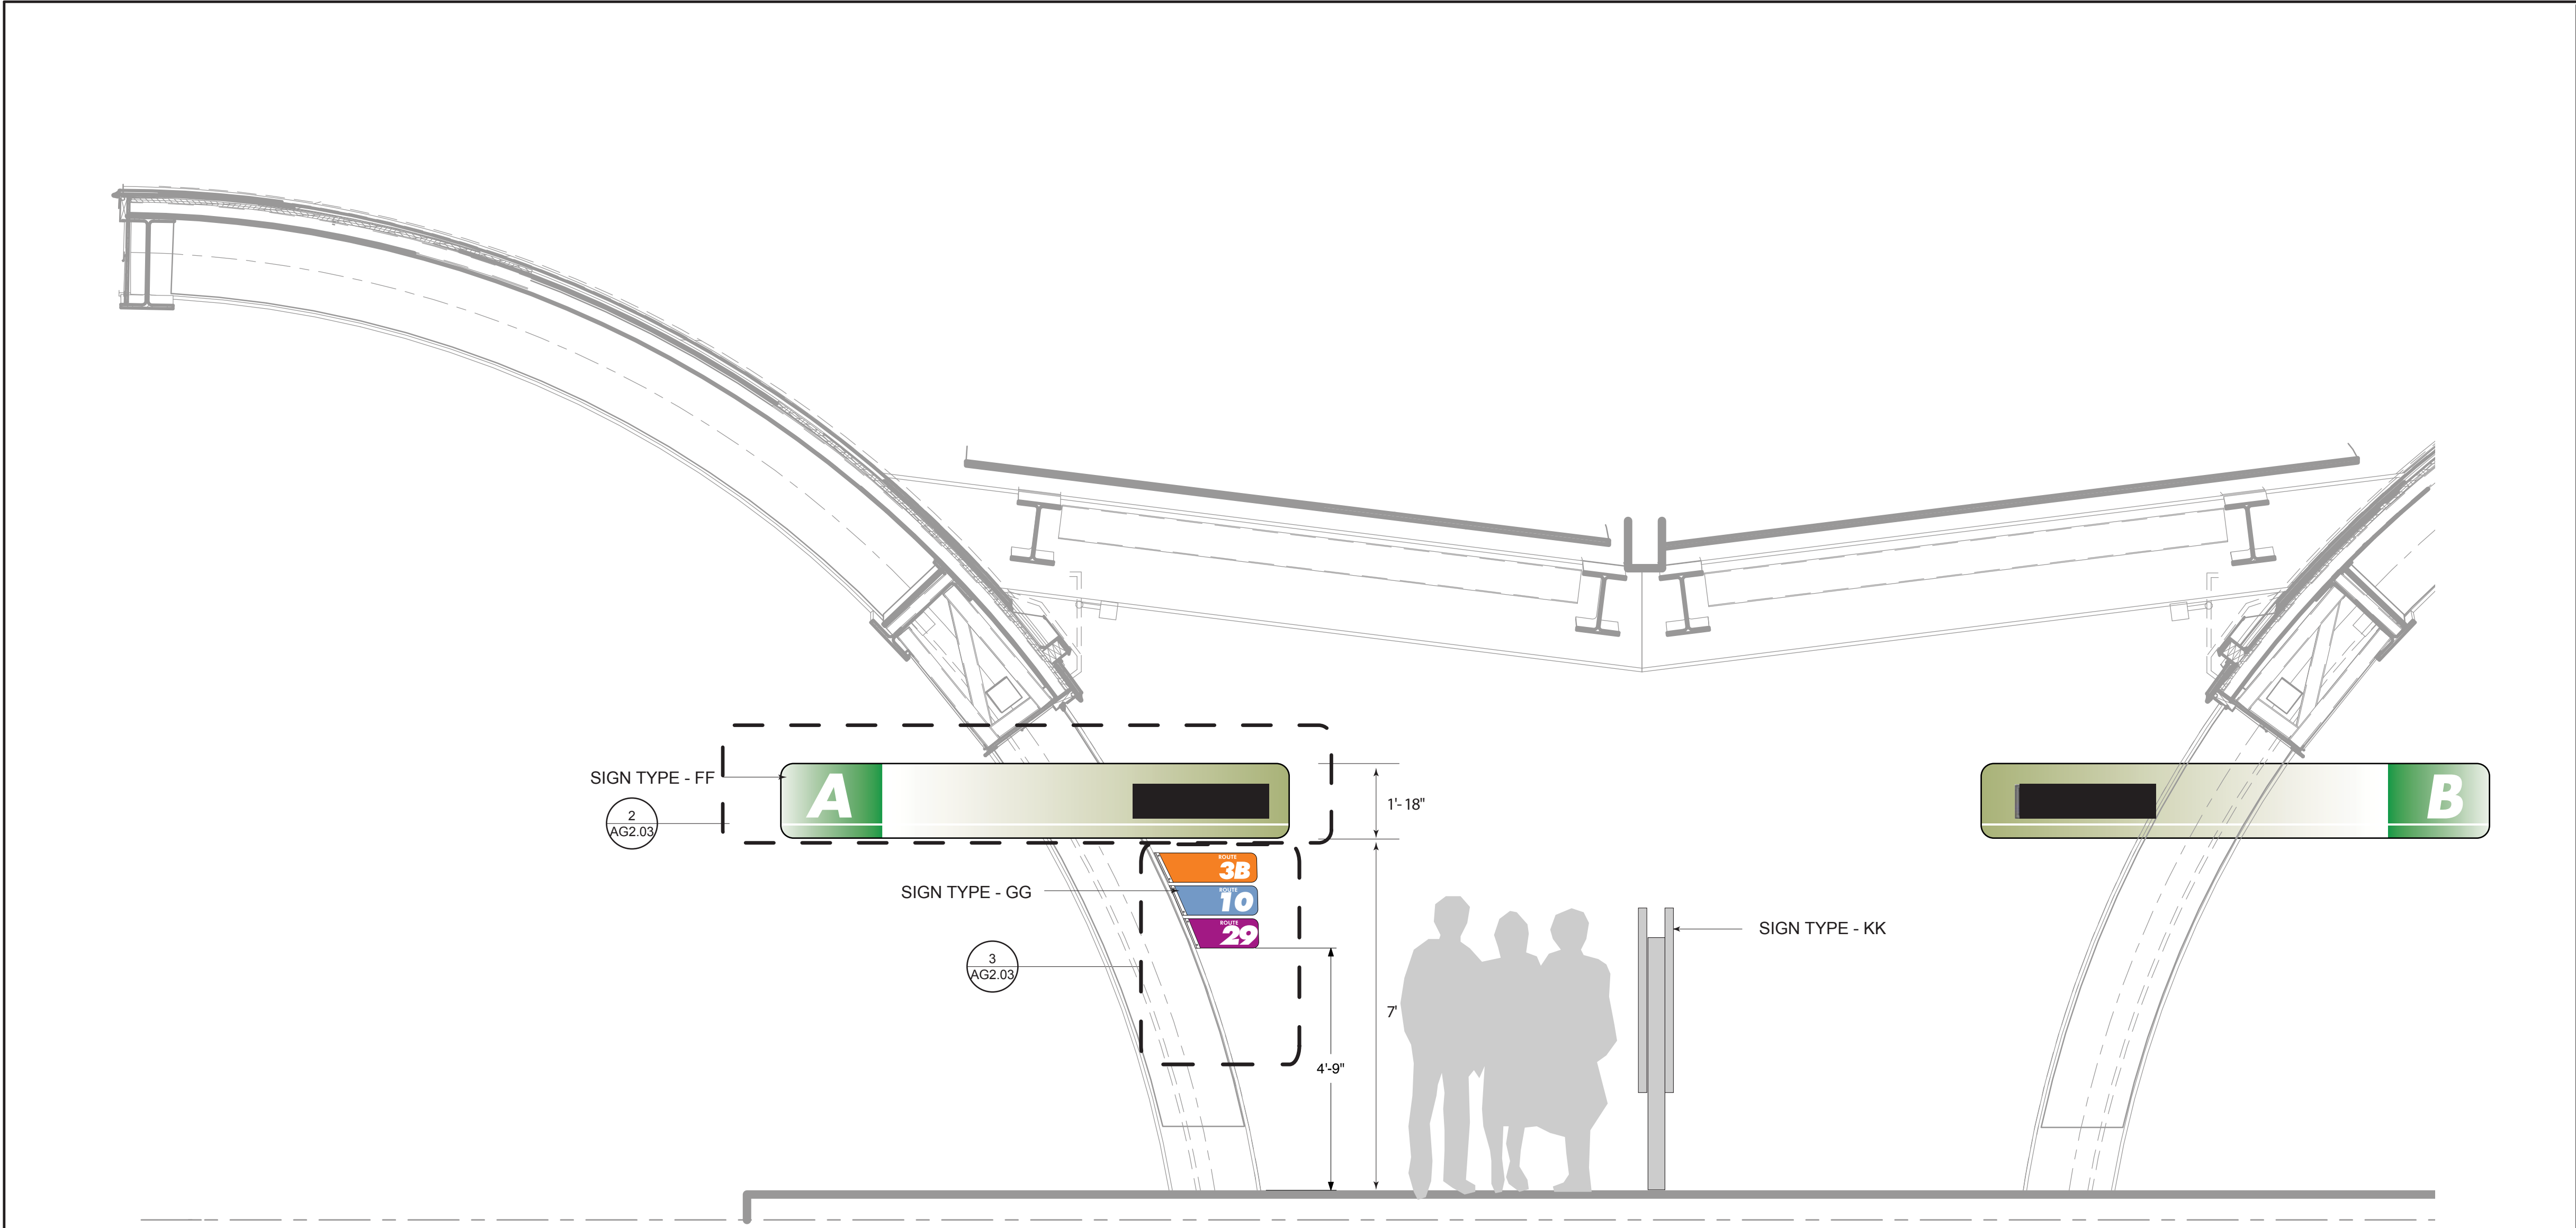 SIGN TYPE - FF
2
AG2.03
A
1'- 18"
B
ROUTE
3B
SIGN TYPE - GG
ROUTE
10
ROUTE
29
SIGN TYPE - KK
3
AG2.03
7'
4'-9"